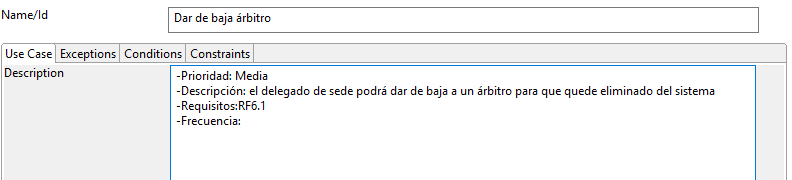 Name/Id
Dar de baja árbitro
Use Case Exceptions Conditions Constraints
Description
-Prioridad: Media
-Descripción: el delegado de sede podrá dar de baja a un árbitro para que quede eliminado del sistema
-Requisitos:RF6.1
-Frecuencia: